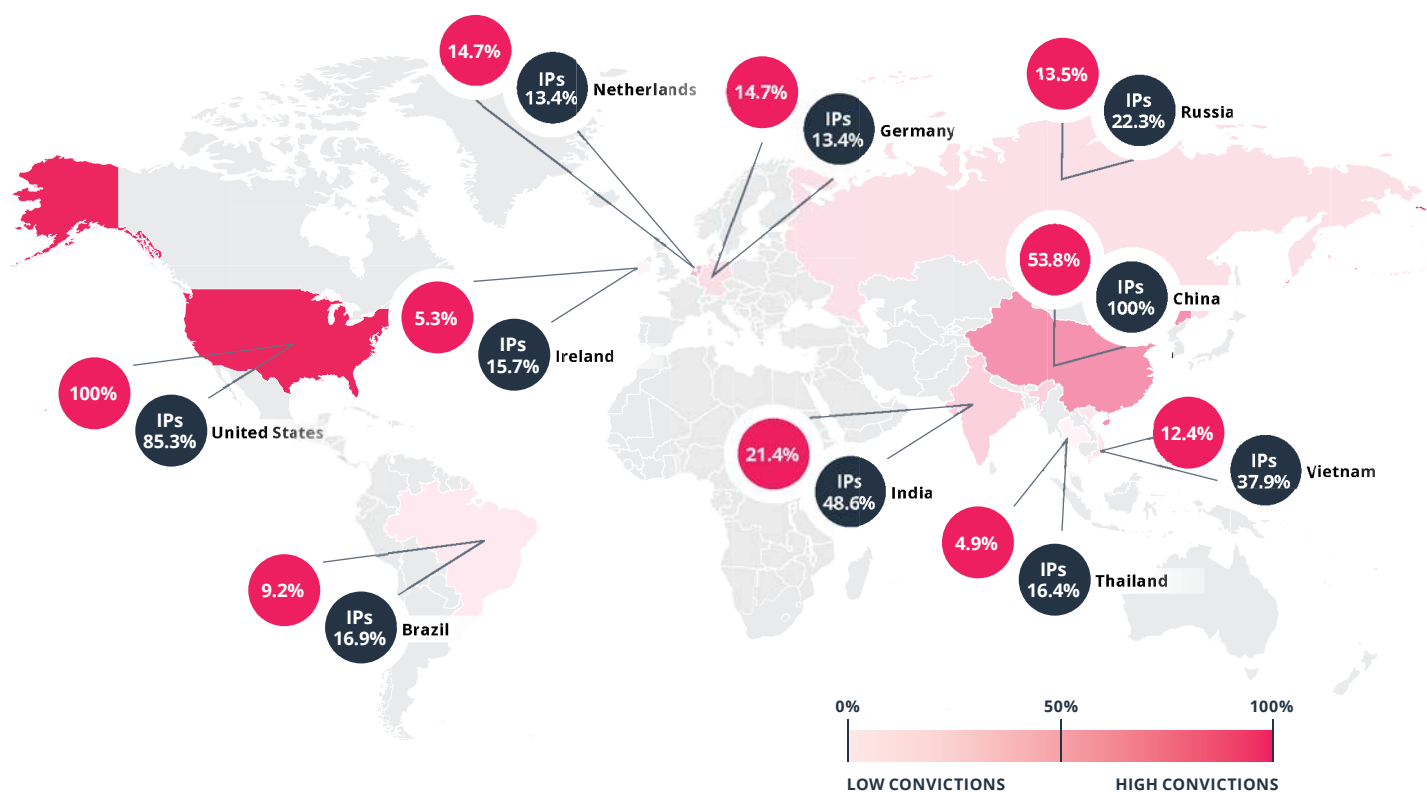 14.7%
IPs
13.4%
Netherlands
14.7%
IPs
13.4%
Germany
13.5%
IPs
22.3%
Russia
53.8%
IPs
100%
China
5.3%
IPs
15.7%
Ireland
100%
IPs
85.3%
United States
21.4%
IPs
48.6%
India
12.4%
IPs
37.9%
Vietnam
4.9%
IPs
16.4%
Thailand
9.2%
IPs
16.9%
Brazil
0%
50%
100%
LOW CONVICTIONS
HIGH CONVICTIONS